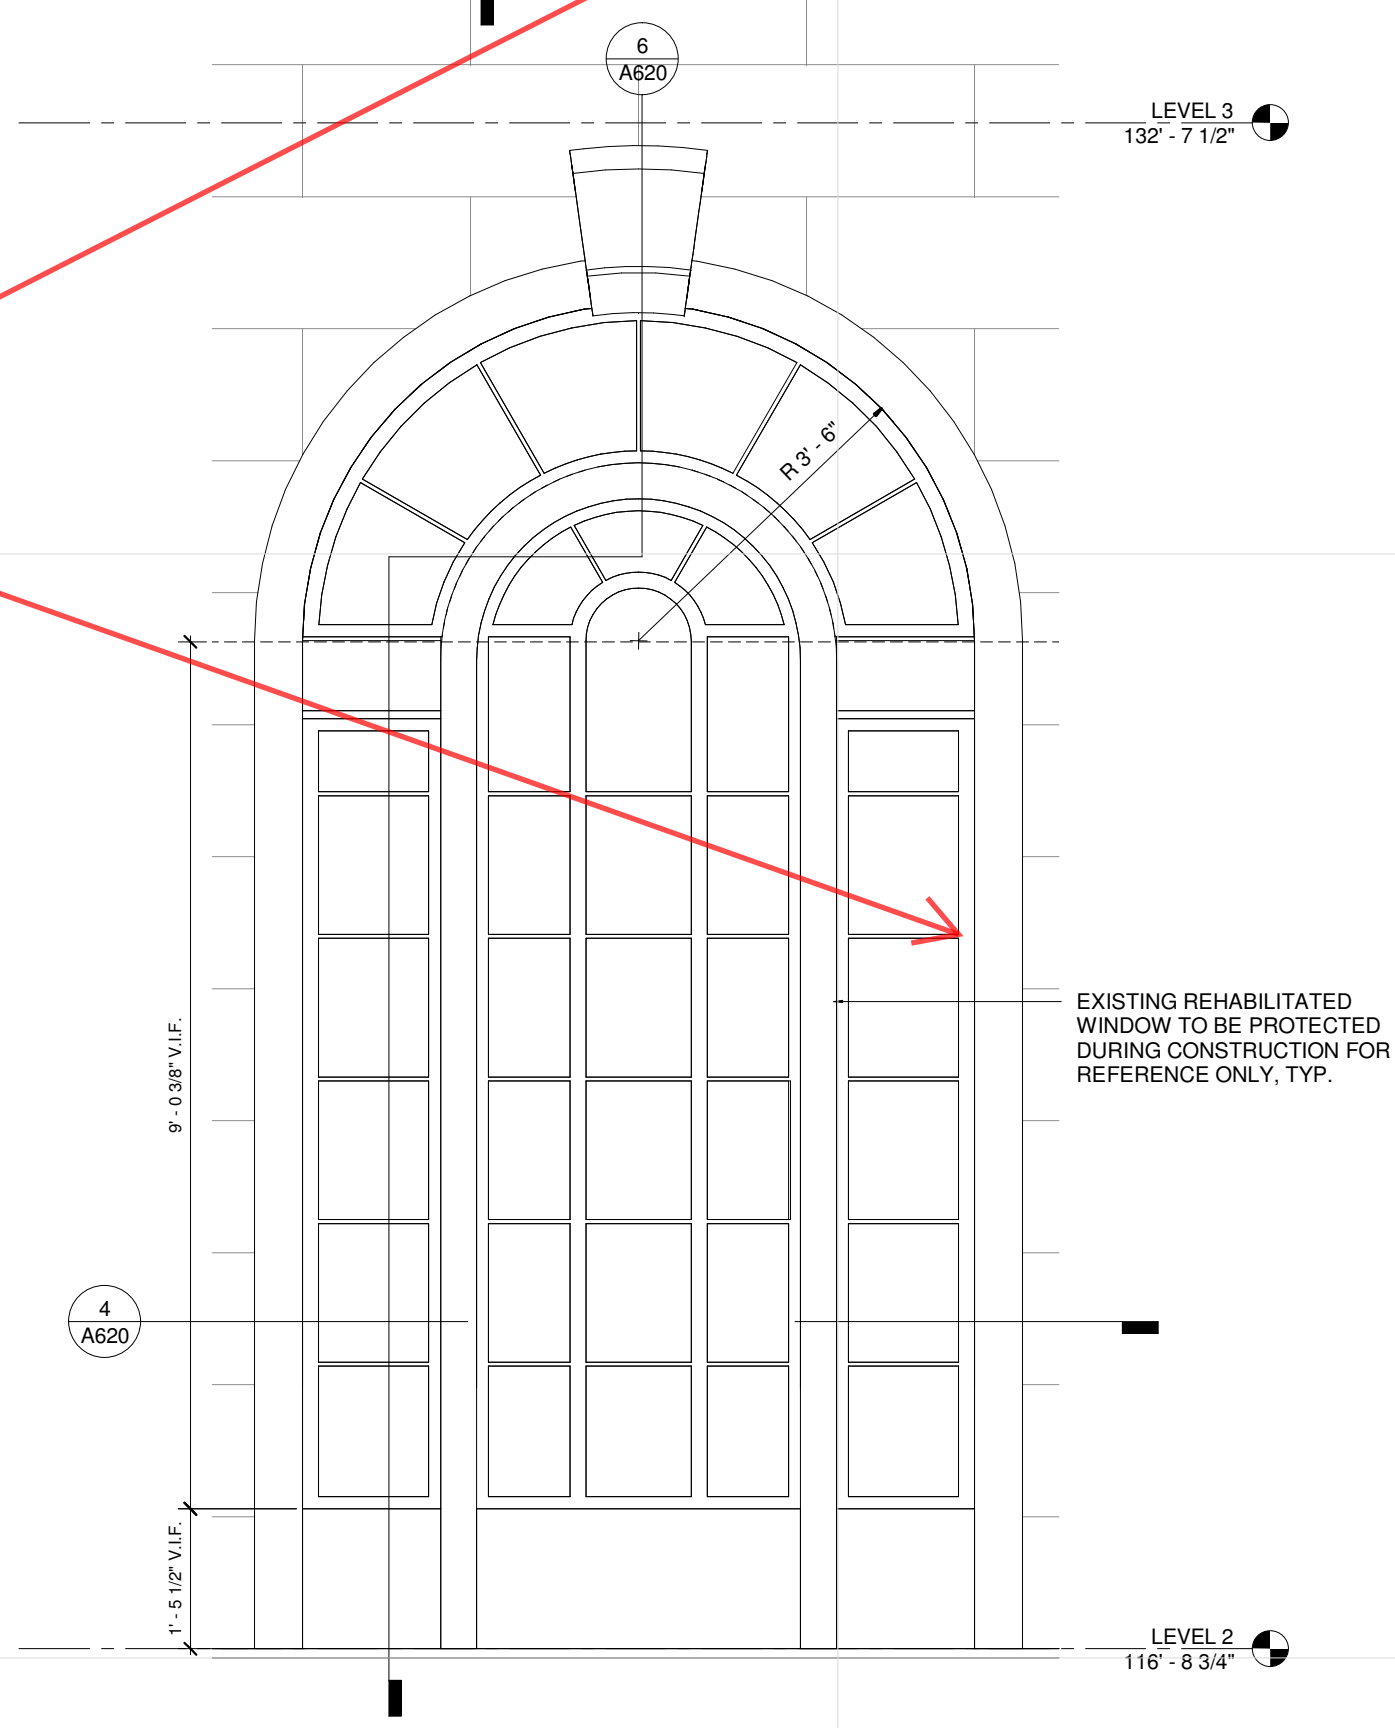 6
A620
LEVEL 3
132' - 7 1/2"
R 3' - 6"
EXISTING REHABILITATED
WINDOW TO BE PROTECTED
DURING CONSTRUCTION FOR
REFERENCE ONLY, TYP.
9' - 0 3/8" V.I.F.
4
A620
1' - 5 1/2" V.I.F.
LEVEL 2
116' - 8 3/4"